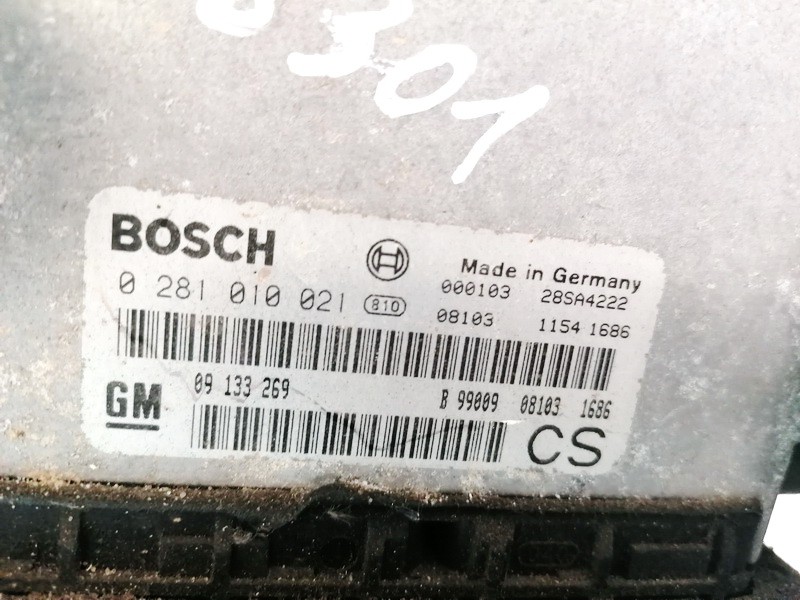 301
BOSCH
Made in Germany
0 281 010 021 810 000103 28SA4222
08103 1154 1686
GM 09 133 269 B 99009 08103 1686
CS